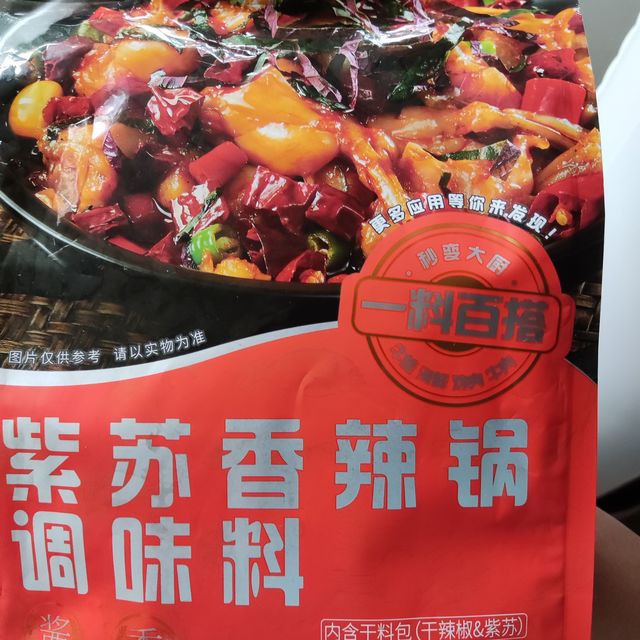 更多应用等你来发现!
秒变大厨
一料百搭
图片仅供参考 请以实物为准
紫苏香辣锅
调味料
酱 香
内含干料包(干辣椒&紫苏)